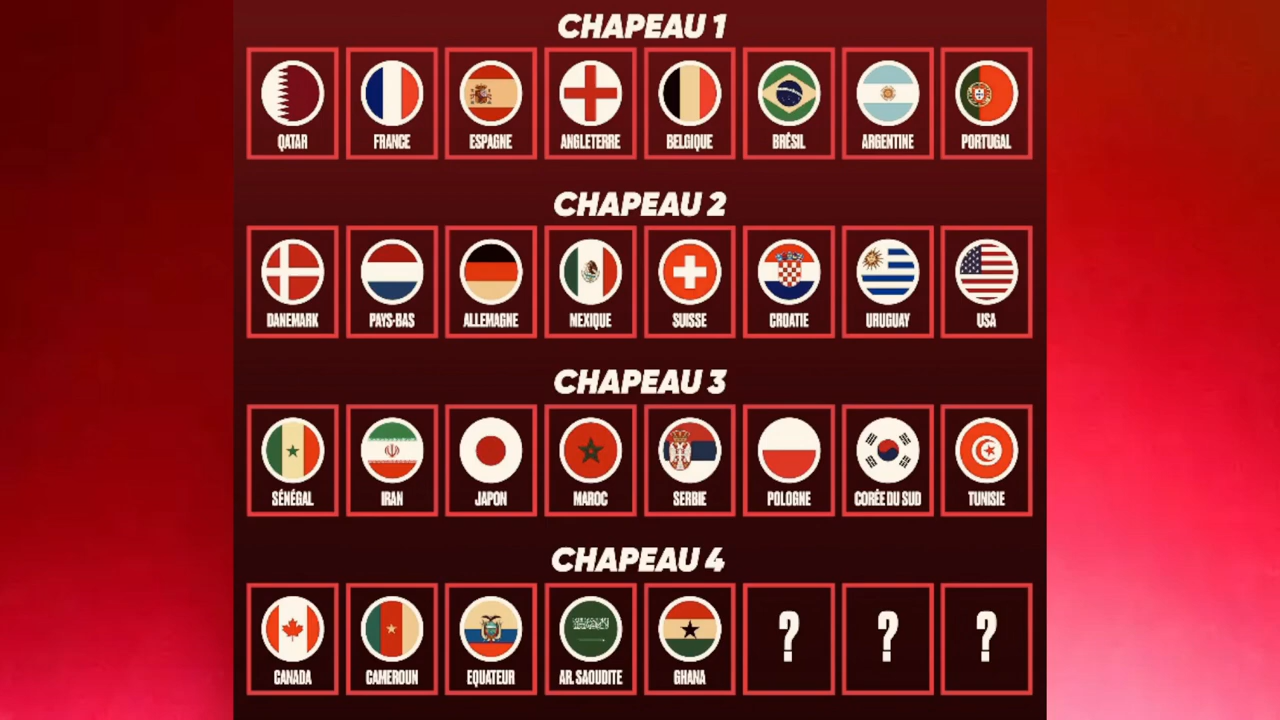 CHAPEAU 1
QATAR FRANCE ESPAGNE ANGLETERRE BELGIQUE BRÉSIL ARGENTINE PORTUGAL
CHAPEAU 2
DANEMARK PAYS-BAS ALLEMAGNE MEXIQUE SUISSE CROATIE URUGUAY USA
CHAPEAU 3
SÉNÉGAL IRAN JAPON MAROC SERBIE POLOGNE CORÉE DU SUD TUNISIE
CHAPEAU 4
? ? ?
CANADA CAMEROUN EQUATEUR AR. SAOUDITE GHANA